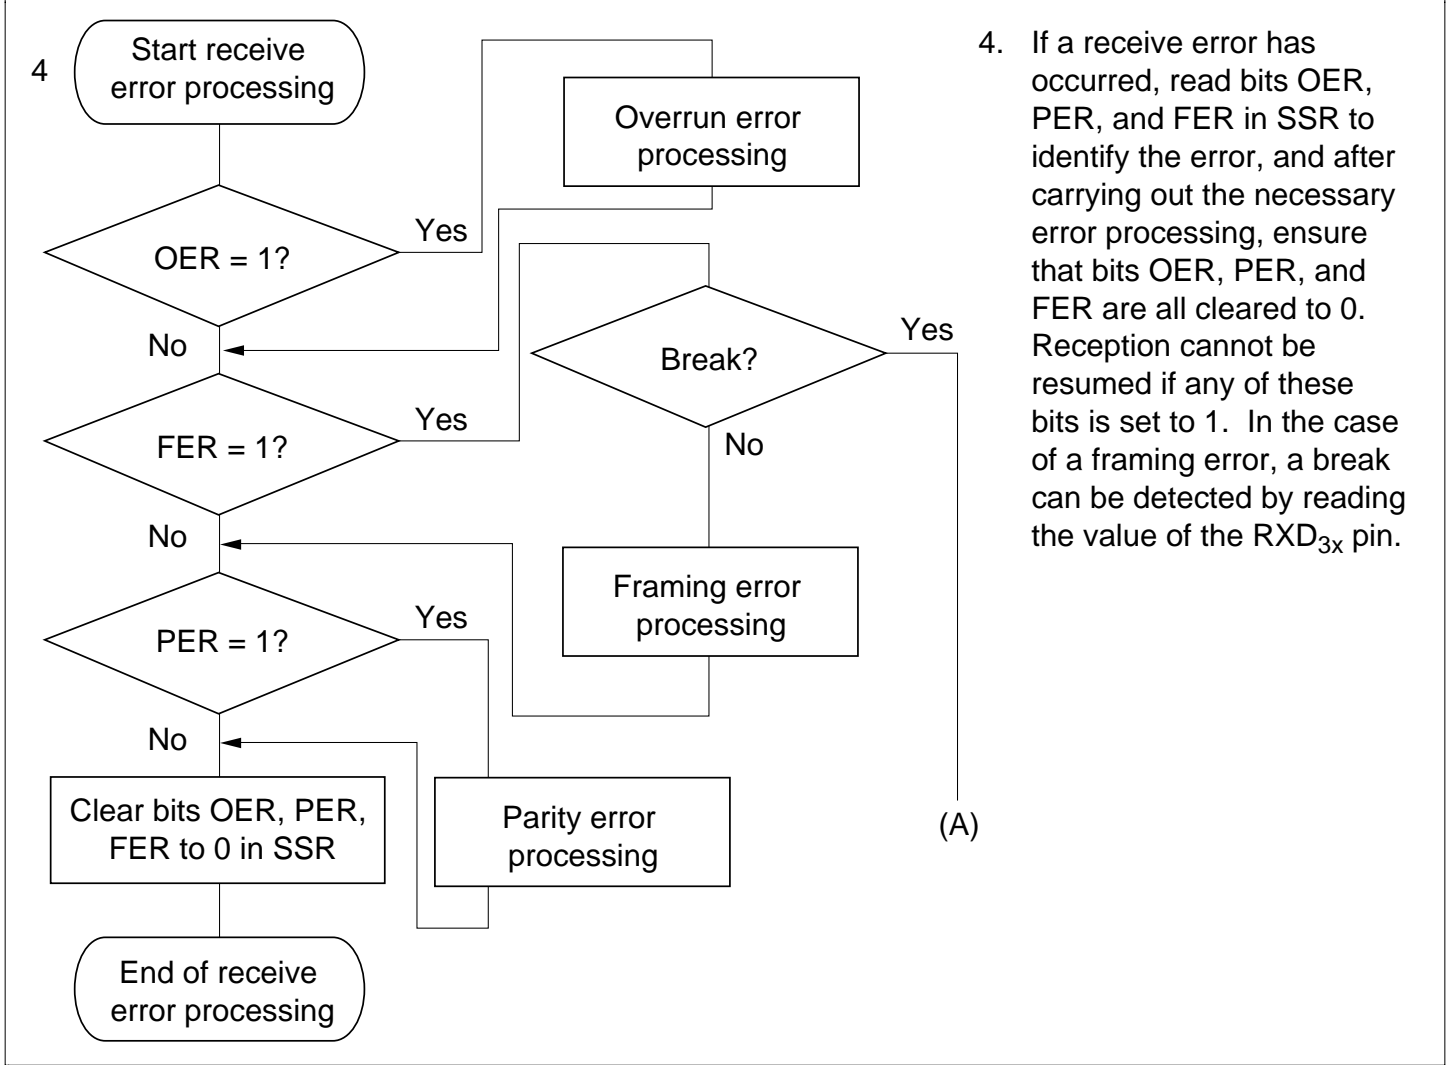 4
Start receive
error processing
Overrun error
processing
OER = 1?
Yes
No
Break?
Yes
No
FER = 1?
Yes
No
Framing error
processing
PER = 1?
Yes
No
Parity error
processing
Clear bits OER, PER,
FER to 0 in SSR
(A)
End of receive
error processing
4. If a receive error has
occurred, read bits OER,
PER, and FER in SSR to
identify the error, and after
carrying out the necessary
error processing, ensure
that bits OER, PER, and
FER are all cleared to 0.
Reception cannot be
resumed if any of these
bits is set to 1. In the case
of a framing error, a break
can be detected by reading
the value of the RXD3x pin.